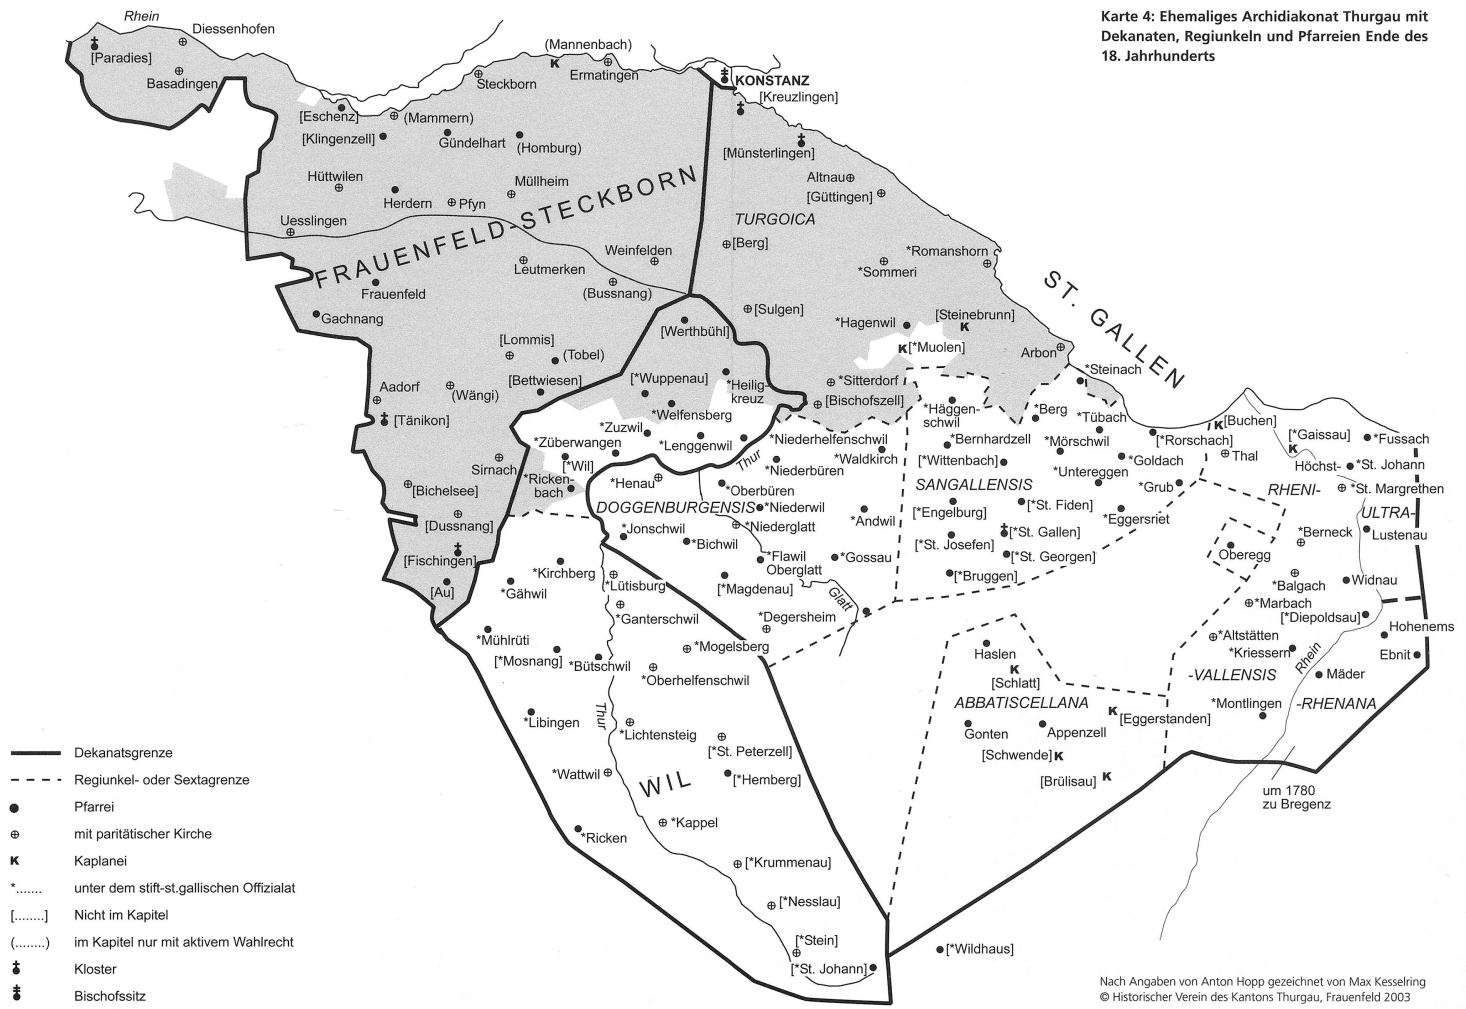 Karte 4: Ehemaliges Archidiakonat Thurgau mit
Dekanaten, Regiunkeln und Pfarreien Ende des
18. Jahrhunderts
Rhein
Diessenhofen
[Paradies]
Basadingen
(Mannenbach)
K
Ermatingen
Steckborn
KONSTANZ
[Kreuzlingen]
[Eschenz]
(Mammern)
[Klingenzell]
Gündelhart
(Homburg)
[Münsterlingen]
Hüttwilen
Müllheim
Altnau
[Güttingen]
Herdern
Pfyn
Uesslingen
TURGOICA
FRAUENFELD-STECKBORN
[Berg]
Weinfelden
*Romanshorn
Leutmerken
*Sommeri
(Bussnang)
Frauenfeld
ST. GALLEN
Gachnang
[Sulgen]
[Werthbühl]
*Hagenwil
[Steinebrunn]
K
[Lommis]
(Tobel)
K
[*Muolen]
Arbon
*Steinach
[Bettwiesen]
[*Wuppenau]
*Heilig-
kreuz
*Sitterdorf
[Bischofszell]
Aadorf
(Wängi)
*Welfensberg
*Häggen-
schwil
*Berg
*Tübach
[Tänikon]
*Zuzwil
*Lenggenwil
*Niederhelfenschwil
*Bernhardzell
*Mörschwil
[*Rorschach]
K
[Buchen]
[*Gaissau]
K
*Fussach
*Züberwangen
[*Wil]
Thur
*Waldkirch
[*Wittenbach]
*Goldach
Thal
Höchst-
*St. Johann
Sirnach
*Ricken-
bach
*Henau
*Niederbüren
*Untereggen
*Grub
*St. Margrethen
[Bichelsee]
*Oberbüren
SANGALLENSIS
RHENI-
DOGGENBURGENSIS
*Niederwil
[*Engelburg]
[*St. Fiden]
*Eggersriet
ULTRA-
[Dussnang]
*Jonschwil
*Niederglatt
*Andwil
[*St. Gallen]
*Berneck
Lustenau
*Bichwil
[*St. Josefen]
[*St. Georgen]
Oberegg
[Fischingen]
*Flawil
Oberglatt
*Gossau
*Kirchberg
*Lütisburg
[*Magdenau]
[*Bruggen]
*Balgach
Widnau
[Au]
*Gähwil
Glatt
*Marbach
[*Diepoldsau]
*Ganterschwil
*Degersheim
Hohenems
*Mühlrüti
*Altstätten
*Kriessern
Rhein
Ebnit
[*Mosnang]
*Bütschwil
*Mogelsberg
Haslen
K
[Schlatt]
-VALLENSIS
Mäder
*Oberhelfenschwil
ABBATISCELLANA
K
[Eggerstanden]
*Montlingen
-RHENANA
*Libingen
Thur
*Lichtensteig
[*St. Peterzell]
Gonten
Appenzell
[Schwende]
K
*Wattwil
WIL
[*Hemberg]
[Brülisau]
K
um 1780
zu Bregenz
*Kappel
*Ricken
[*Krummenau]
[*Nesslau]
[*Stein]
[*St. Johann]
[*Wildhaus]
Dekanatsgrenze
Regiunkel- oder Sextagrenze
Pfarrei
mit paritätischer Kirche
K Kaplanei
*....... unter dem stift-st.gallischen Offizialat
[........] Nicht im Kapitel
(........) im Kapitel nur mit aktivem Wahlrecht
Kloster
Bischofssitz
Nach Angaben von Anton Hopp gezeichnet von Max Kesselring
© Historischer Verein des Kantons Thurgau, Frauenfeld 2003